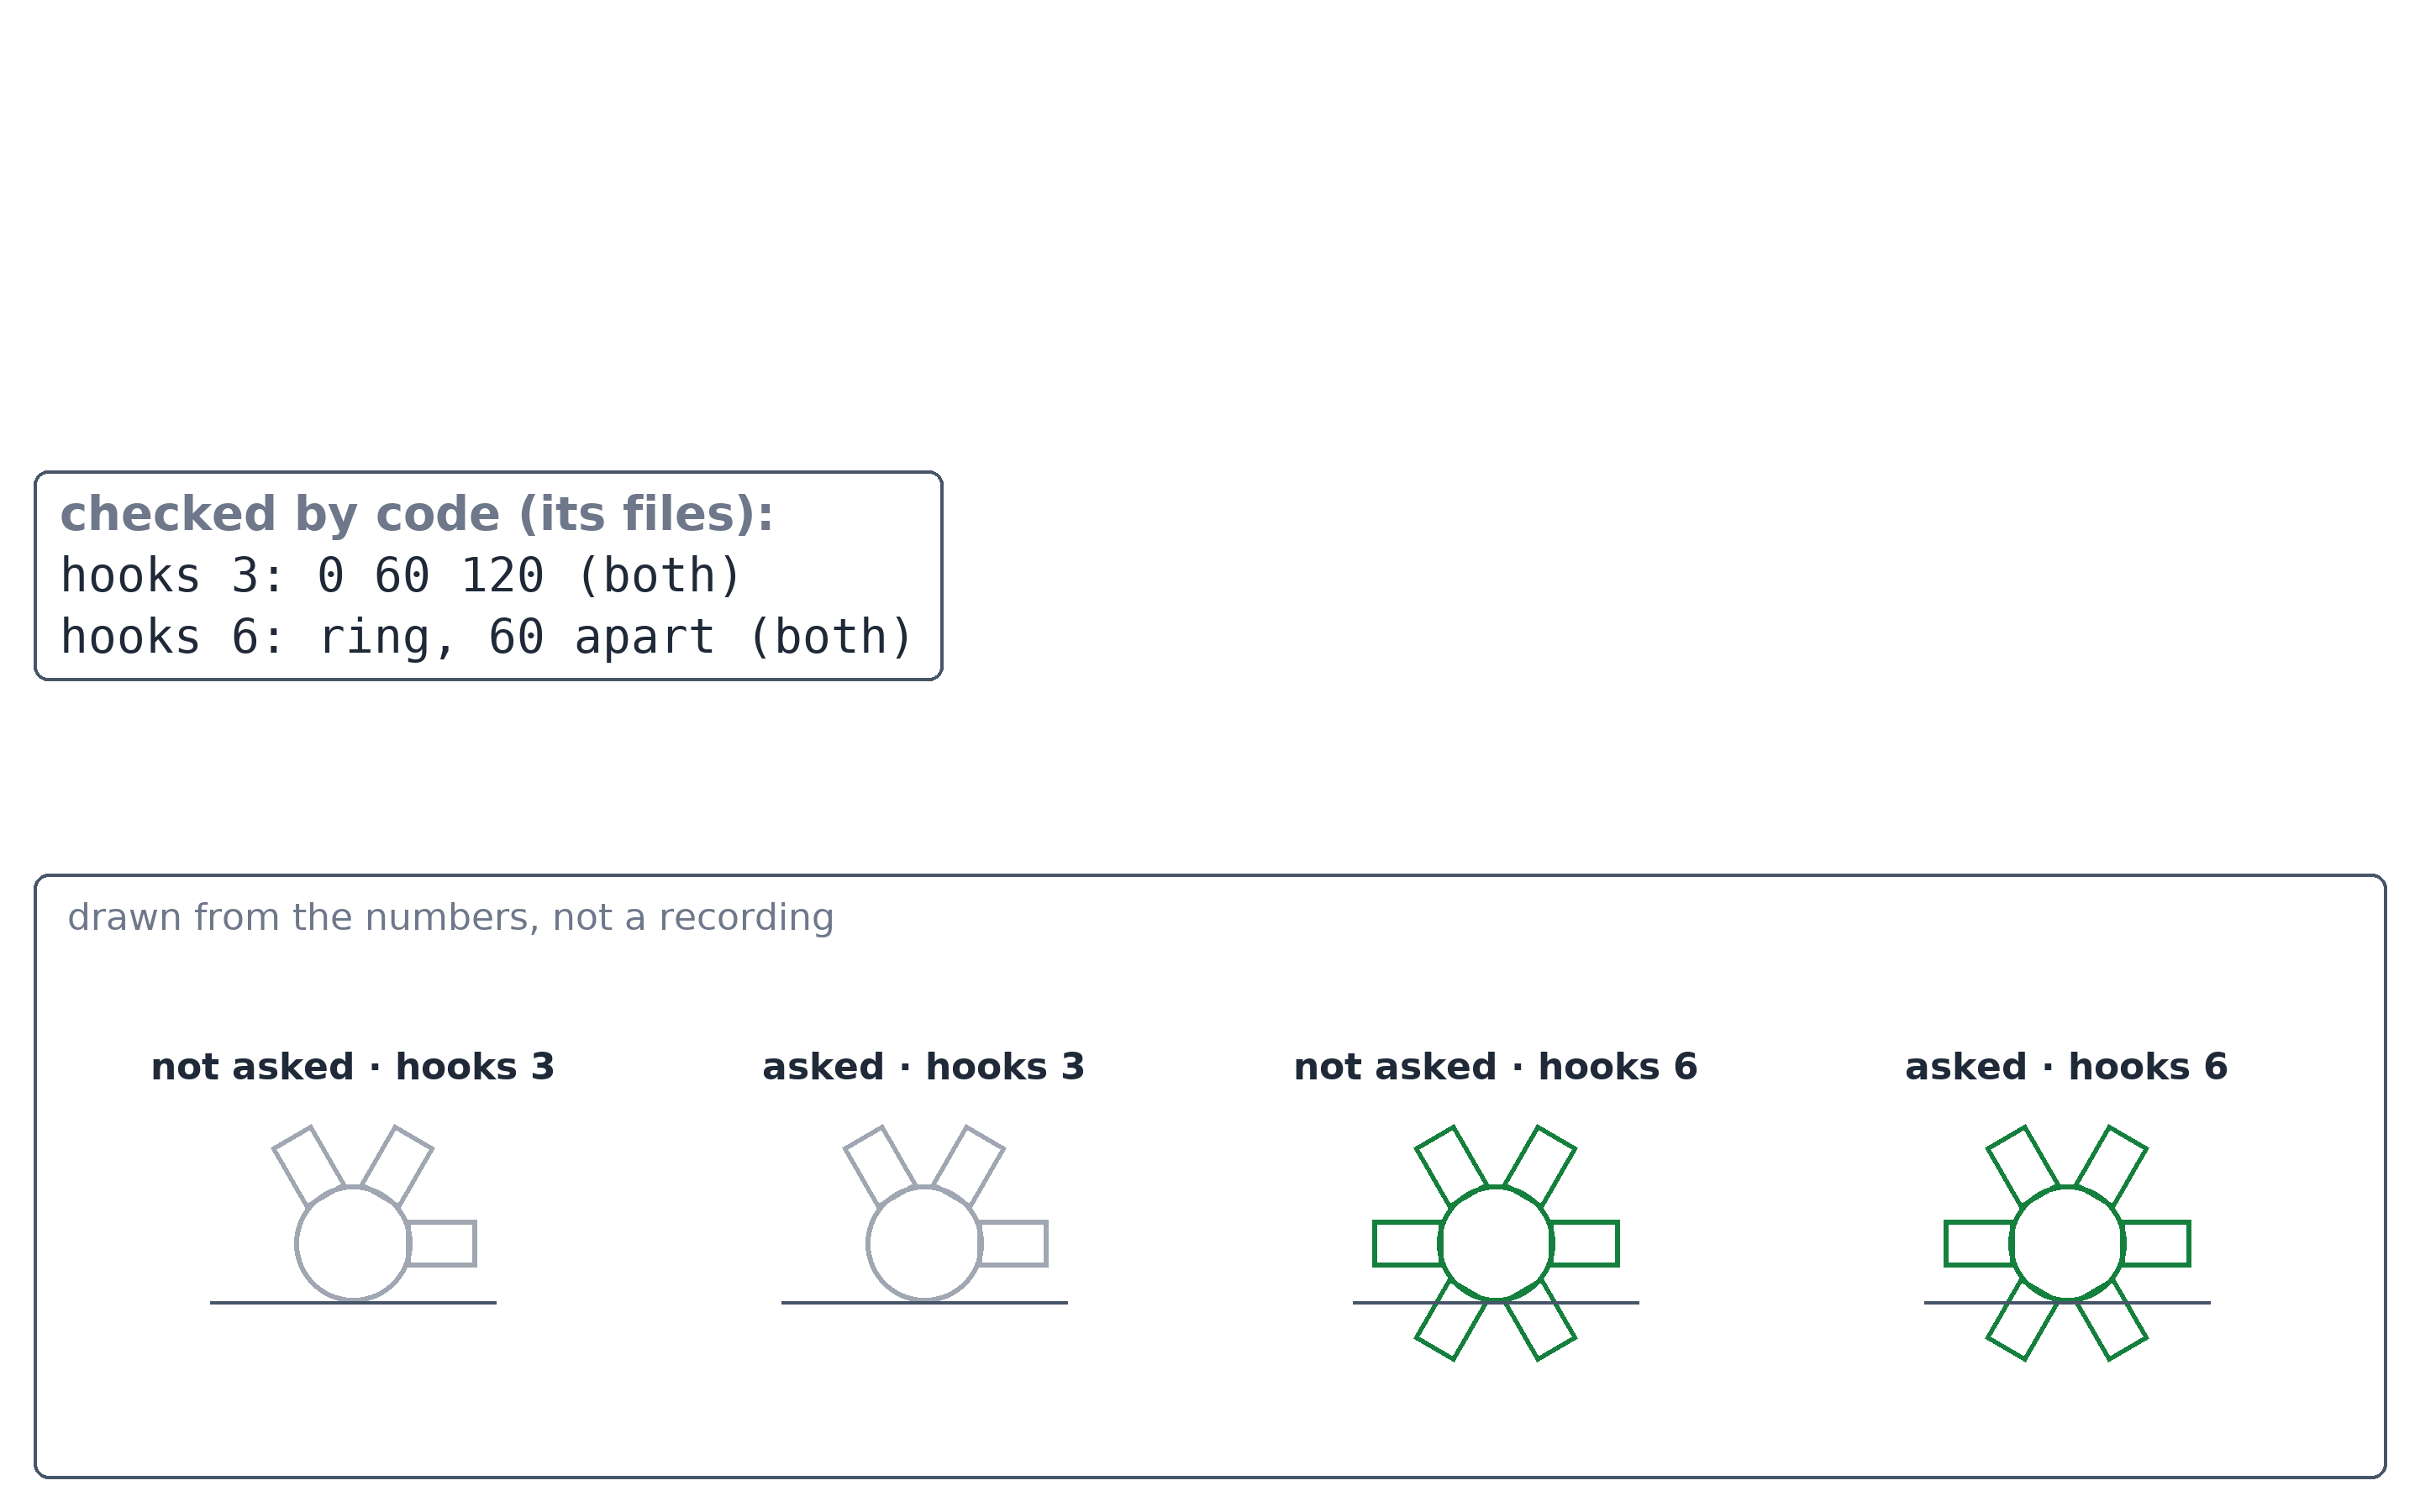 checked by code (its files):
hooks 3: 0 60 120 (both)
hooks 6: ring, 60 apart (both)
drawn from the numbers, not a recording
not asked · hooks 3
asked · hooks 3
not asked · hooks 6
asked · hooks 6